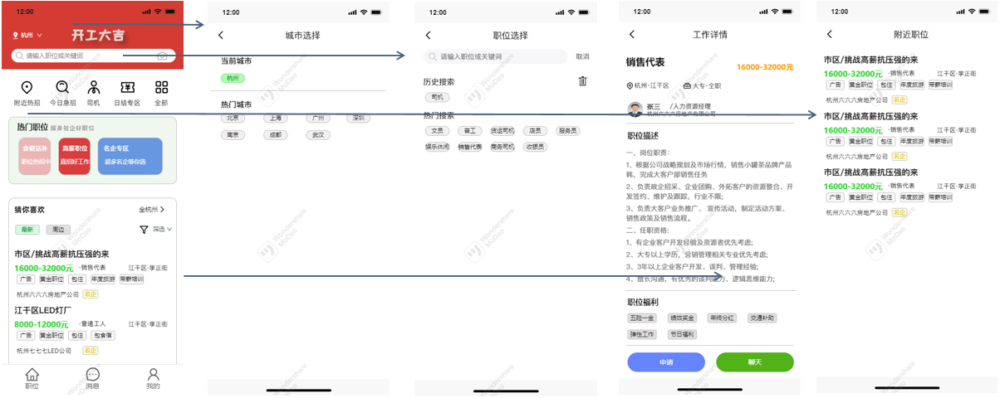 12:00
杭州
开工大吉
请输入职位或关键词
附近热招
今日急招
司机
日结专区
全部
热门职位 超多名企好职位
食宿话补
职位热招中
高薪职位
直招好工作
名企专区
超多名企等你选
猜你喜欢
全杭州
最新
周边
筛选
市区/挑战高薪抗压强的来
16000-32000元 ·销售代表 江干区·学正街
广告 黄金职位 包住 年度旅游 带薪培训
杭州六六六房地产公司 名企
江干区LED灯厂
8000-12000元 ·普通工人 江干区·学正街
广告 黄金职位 包住 包食宿
杭州七七七LED公司 名企
职位
消息
我的
12:00
城市选择
当前城市
杭州
热门城市
北京 上海 广州 深圳
南京 成都 武汉
12:00
职位选择
请输入职位或关键词 取消
历史搜索
司机
热门搜索
文员 普工 货运司机 店员 服务员
娱乐休闲 销售代表 商务司机 收银员
12:00
工作详情
销售代表
16000-32000元
杭州·江干区 大专·全职
张三 /人力资源经理
杭州六六六房地产公司
职位描述
一、岗位职责:
1、根据公司战略规划及市场行情,销售小罐茶品牌产品
韩,完成大客户部销售任务
2、负责政企招采、企业团购、外拓客户的资源整合、开
发签约、维护及跟踪,行业不限;
3、负责大客户业务推广、宣传活动,制定活动方案、
销售政策及销售流程。
二、任职资格:
1、有企业客户开发经验及资源者优先考虑;
2、大专以上学历,营销管理相关专业优先考虑;
3、3年以上企业客户开发、谈判、管理经验;
4、擅长沟通,有优秀的谈判能力、逻辑思维能力;
职位福利
五险一金 绩效奖金 年终分红 交通补助
弹性工作 节日福利
申请
聊天
12:00
附近职位
市区/挑战高薪抗压强的来
16000-32000元 ·销售代表 江干区·学正街
广告 黄金职位 包住 年度旅游 带薪培训
杭州六六六房地产公司 名企
市区/挑战高薪抗压强的来
16000-32000元 ·销售代表 江干区·学正街
广告 黄金职位 包住 年度旅游 带薪培训
杭州六六六房地产公司 名企
市区/挑战高薪抗压强的来
16000-32000元 ·销售代表 江干区·学正街
广告 黄金职位 包住 年度旅游 带薪培训
杭州六六六房地产公司 名企
Wondershare
MoDao